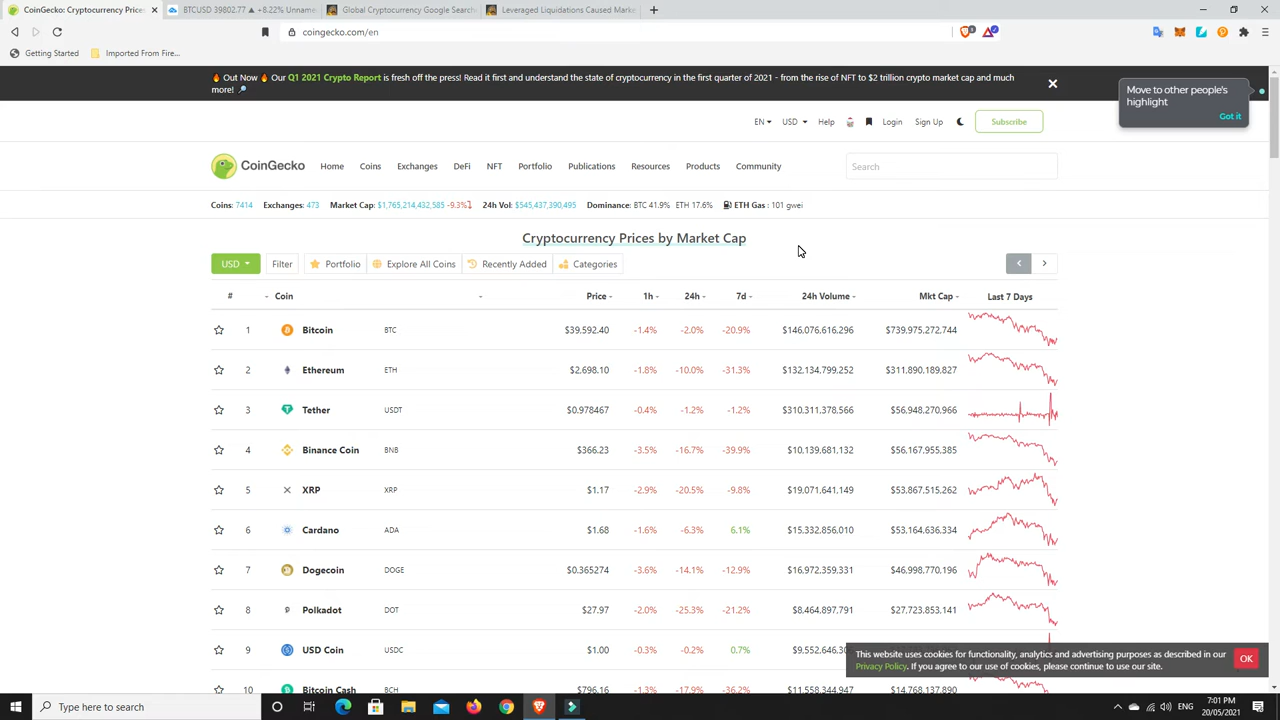 CoinGecko: Cryptocurrency Prices
BTCUSD 39802.77 ▲ +8.22% Unname
Global Cryptocurrency Google Search
Leveraged Liquidations Caused Mark
coingecko.com/en
Getting Started
Imported From Fire...
🔥 Out Now 🔥 Our Q1 2021 Crypto Report is fresh off the press! Read it first and understand the state of cryptocurrency in the first quarter of 2021 - from the rise of NFT to $2 trillion crypto market cap and much
more! 🔎
Move to other people's
highlight
Got it
EN USD Help Login Sign Up Subscribe
CoinGecko Home Coins Exchanges DeFi NFT Portfolio Publications Resources Products Community Search
Coins: 7414 Exchanges: 473 Market Cap: $1,765,214,432,585 -9.3% 24h Vol: $545,437,390,495 Dominance: BTC 41.9% ETH 17.6% ETH Gas : 101 gwei
Cryptocurrency Prices by Market Cap
USD Filter Portfolio Explore All Coins Recently Added Categories
# Coin Price 1h 24h 7d 24h Volume Mkt Cap Last 7 Days
1 Bitcoin BTC $39,592.40 -1.4% -2.0% -20.9% $146,076,616,296 $739,975,272,744
2 Ethereum ETH $2,698.10 -1.8% -10.0% -31.3% $132,134,799,252 $311,890,189,827
3 Tether USDT $0.978467 -0.4% -1.2% -1.2% $310,311,378,566 $56,948,270,966
4 Binance Coin BNB $366.23 -3.5% -16.7% -39.9% $10,139,681,132 $56,167,955,385
5 XRP XRP $1.17 -2.9% -20.5% -9.8% $19,071,641,149 $53,867,515,262
6 Cardano ADA $1.68 -1.6% -6.3% 6.1% $15,332,856,010 $53,164,636,334
7 Dogecoin DOGE $0.365274 -3.6% -14.1% -12.9% $16,972,359,331 $46,998,770,196
8 Polkadot DOT $27.97 -2.0% -25.3% -21.2% $8,464,897,791 $27,723,853,141
9 USD Coin USDC $1.00 -0.3% -0.2% 0.7%
This website uses cookies for functionality, analytics and advertising purposes as described in our
Privacy Policy. If you agree to our use of cookies, please continue to use our site.
OK
10 Bitcoin Cash BCH $796.16 -1.3% -17.9% -36.2% $11,558,344,947 $14,768,130,890
Type here to search
ENG
7:01 PM
20/05/2021